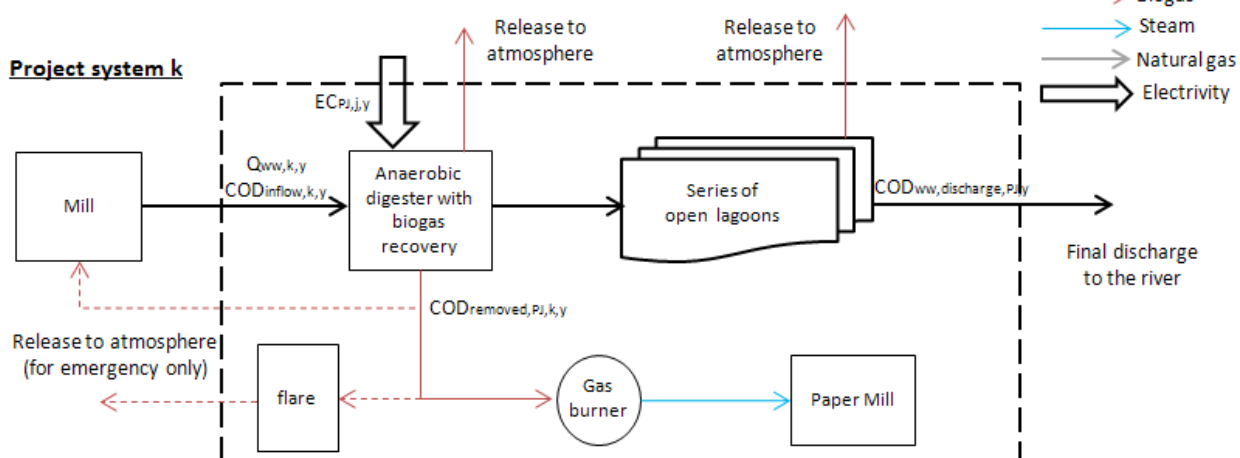 Biogas
Steam
Natural gas
Electrivity
Project system k
Release to
atmosphere
Release to
atmosphere
ECPJ,j,y
Qww,k,y
CODinflow,k,y
Mill
Anaerobic
digester with
biogas
recovery
Series of
open lagoons
CODww,discharge,PJ,y
Final discharge
to the river
CODremoved,PJ,k,y
Release to atmosphere
(for emergency only)
flare
Gas
burner
Paper Mill